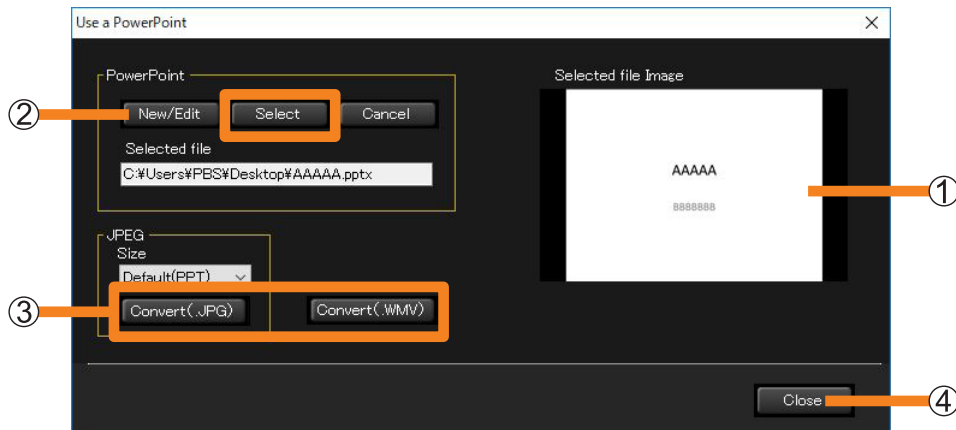 Use a PowerPoint
PowerPoint
New/Edit
Select
Cancel
Selected file
C:¥Users¥PBS¥Desktop¥AAAAA.pptx
JPEG
Size
Default(PPT)
Convert(.JPG)
Convert(.WMV)
Selected file Image
AAAAA
BBBBBBB
Close
①
②
③
④